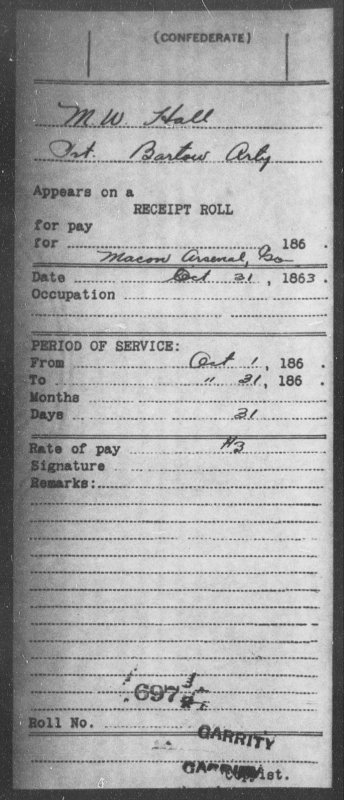 (CONFEDERATE)
M. W. Hall
Pvt. Bartow Arty
Appears on a
RECEIPT ROLL
for pay
for 186 .
Macon Arsenal, Ga
Date Oct 31, 1863.
Occupation
PERIOD OF SERVICE:
From Oct 1, 186 .
To " 31, 186 .
Months
Days 31
Rate of pay #3
Signature
Remarks:
697
Roll No.
GARRITY
GARRITY
Copyist.